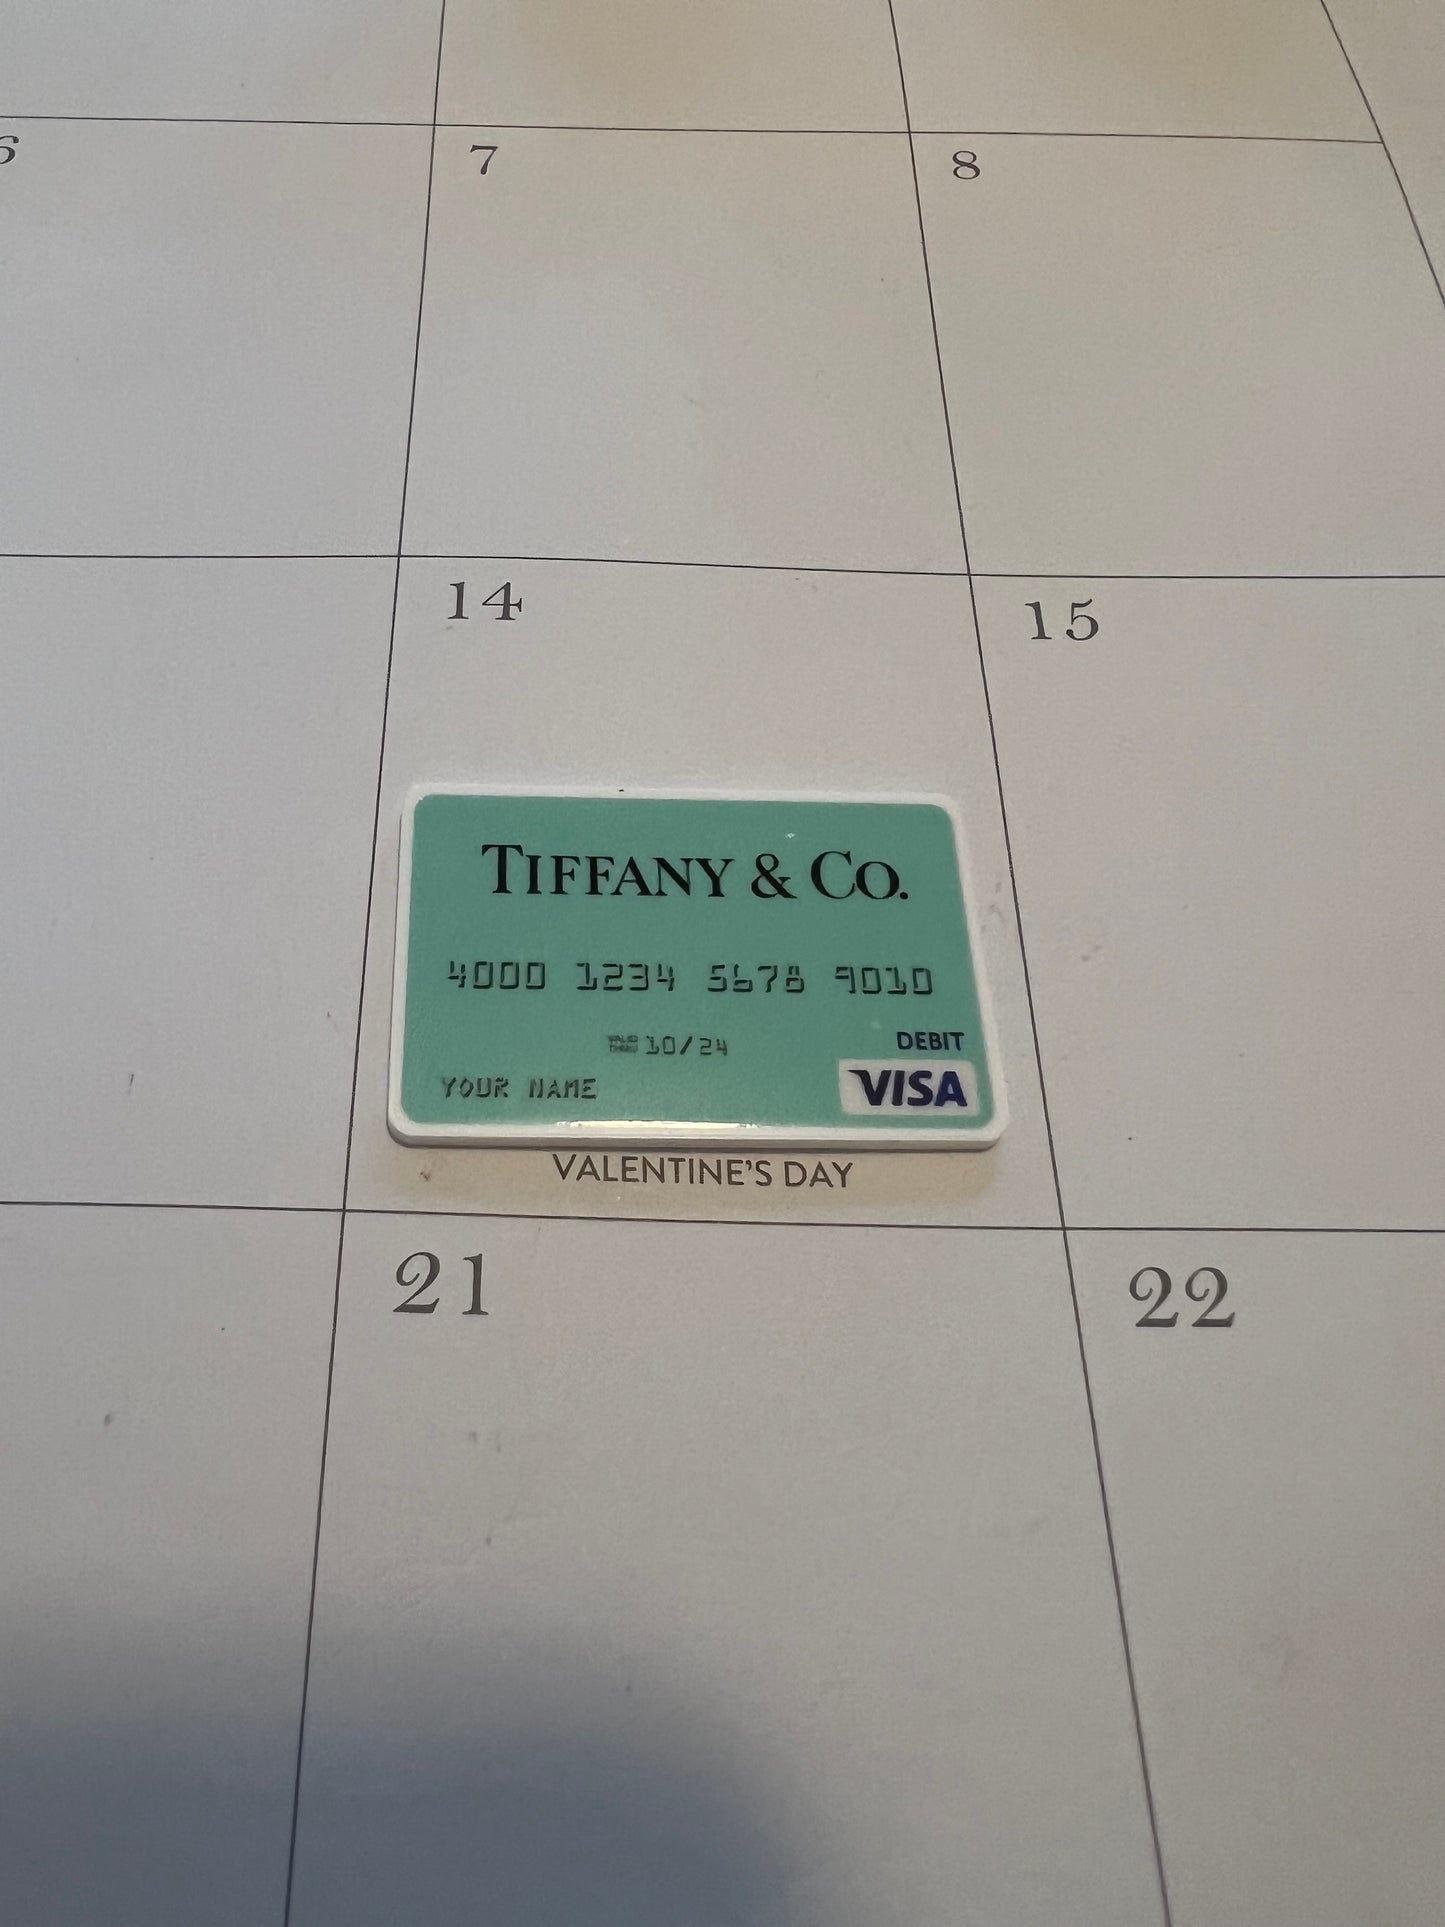 6
7
8
14
15
TIFFANY & CO.
4000 1234 5678 9010
10/24
DEBIT
YOUR NAME
VISA
VALENTINE'S DAY
21
22